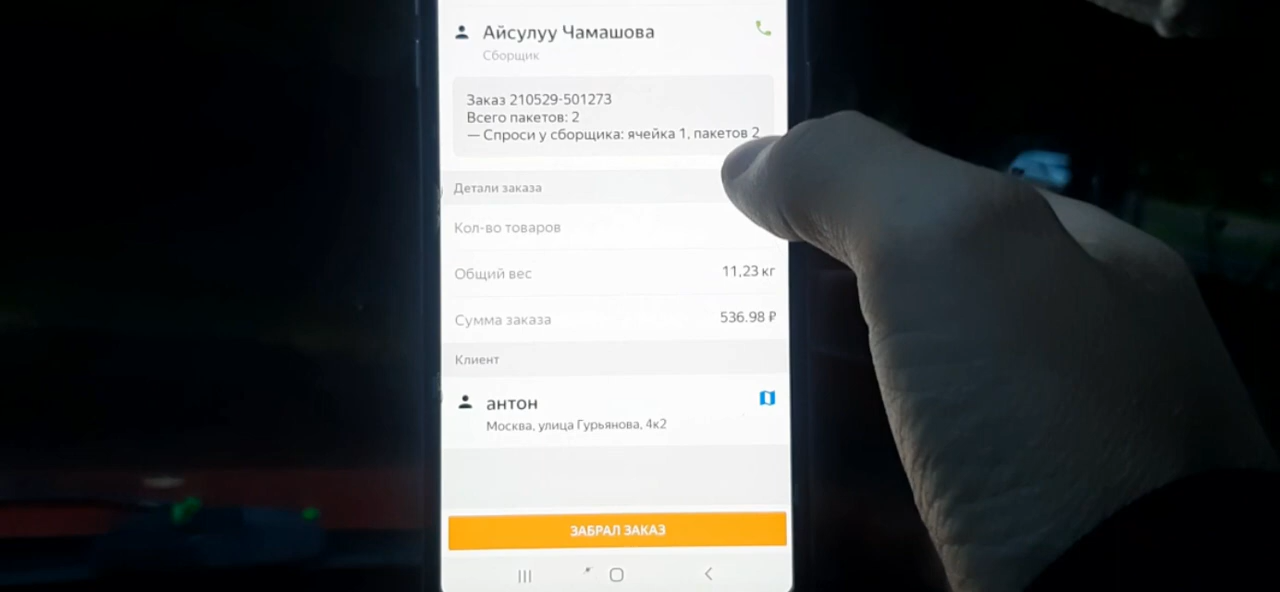 Айсулуу Чамашова
Сборщик
Заказ 210529-501273
Всего пакетов: 2
— Спроси у сборщика: ячейка 1, пакетов 2
Детали заказа
Кол-во товаров
Общий вес 11,23 кг
Сумма заказа 536.98 ₽
Клиент
антон
Москва, улица Гурьянова, 4к2
ЗАБРАЛ ЗАКАЗ